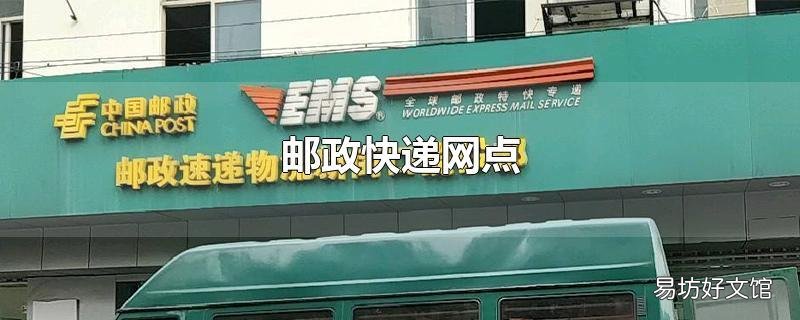 中国邮政
CHINA POST
EMS®
全球邮政特快专递
WORLDWIDE EXPRESS MAIL SERVICE
邮政速递物流
邮政快递网点
易坊好文馆